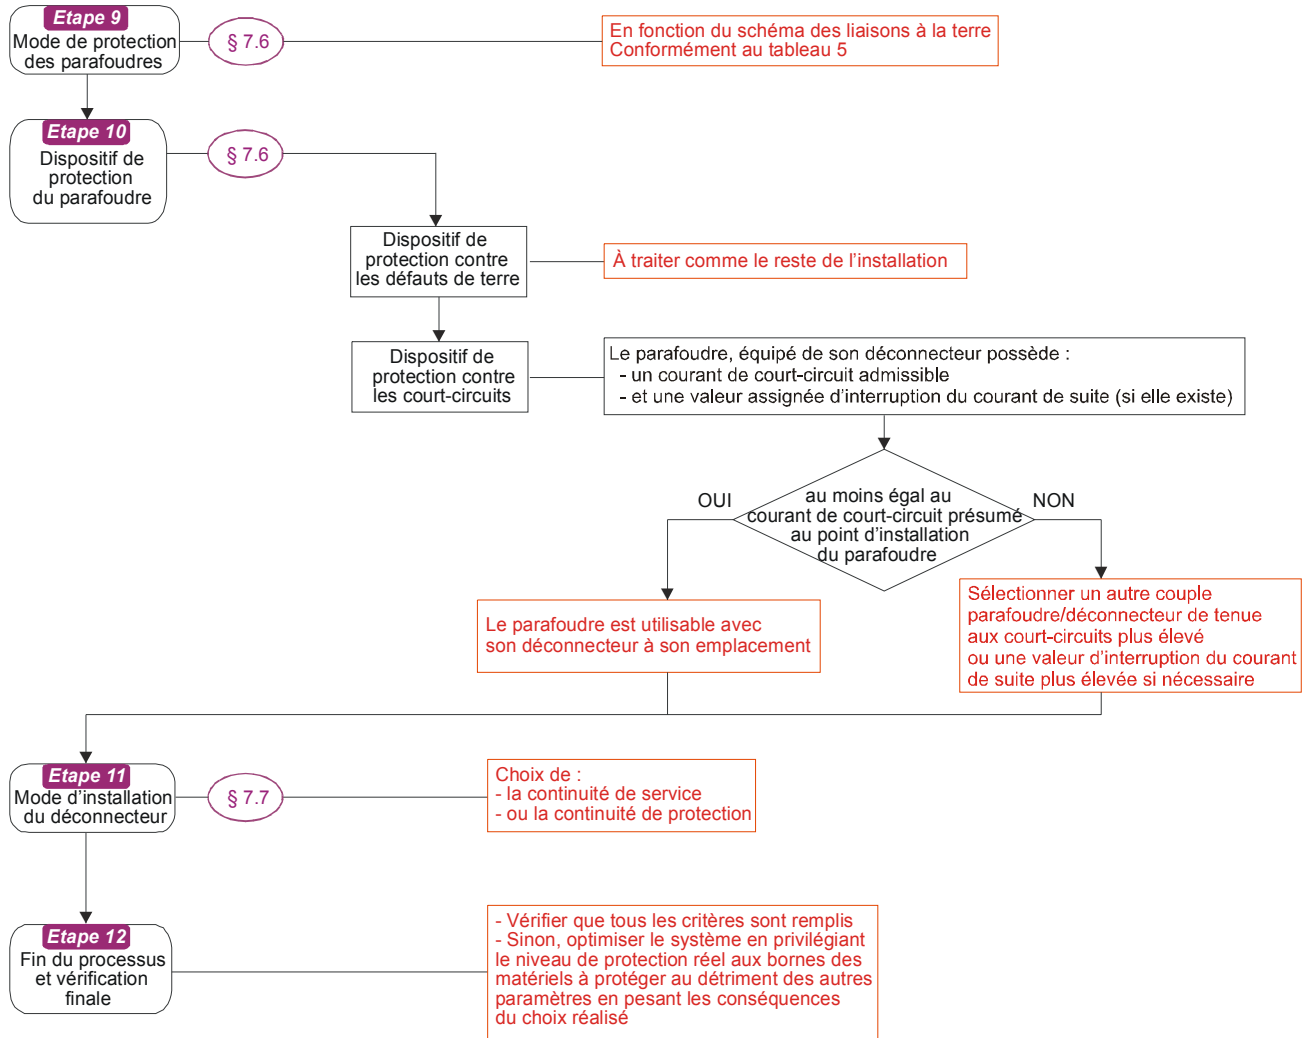 Etape 9
Mode de protection
des parafoudres
§ 7.6
En fonction du schéma des liaisons à la terre
Conformément au tableau 5
Etape 10
Dispositif de
protection
du parafoudre
§ 7.6
Dispositif de
protection contre
les défauts de terre
À traiter comme le reste de l'installation
Dispositif de
protection contre
les court-circuits
Le parafoudre, équipé de son déconnecteur possède :
- un courant de court-circuit admissible
- et une valeur assignée d'interruption du courant de suite (si elle existe)
OUI
au moins égal au
courant de court-circuit présumé
au point d'installation
du parafoudre
NON
Le parafoudre est utilisable avec
son déconnecteur à son emplacement
Sélectionner un autre couple
parafoudre/déconnecteur de tenue
aux court-circuits plus élevé
ou une valeur d'interruption du courant
de suite plus élevée si nécessaire
Etape 11
Mode d'installation
du déconnecteur
§ 7.7
Choix de :
- la continuité de service
- ou la continuité de protection
Etape 12
Fin du processus
et vérification
finale
- Vérifier que tous les critères sont remplis
- Sinon, optimiser le système en privilégiant
le niveau de protection réel aux bornes des
matériels à protéger au détriment des autres
paramètres en pesant les conséquences
du choix réalisé